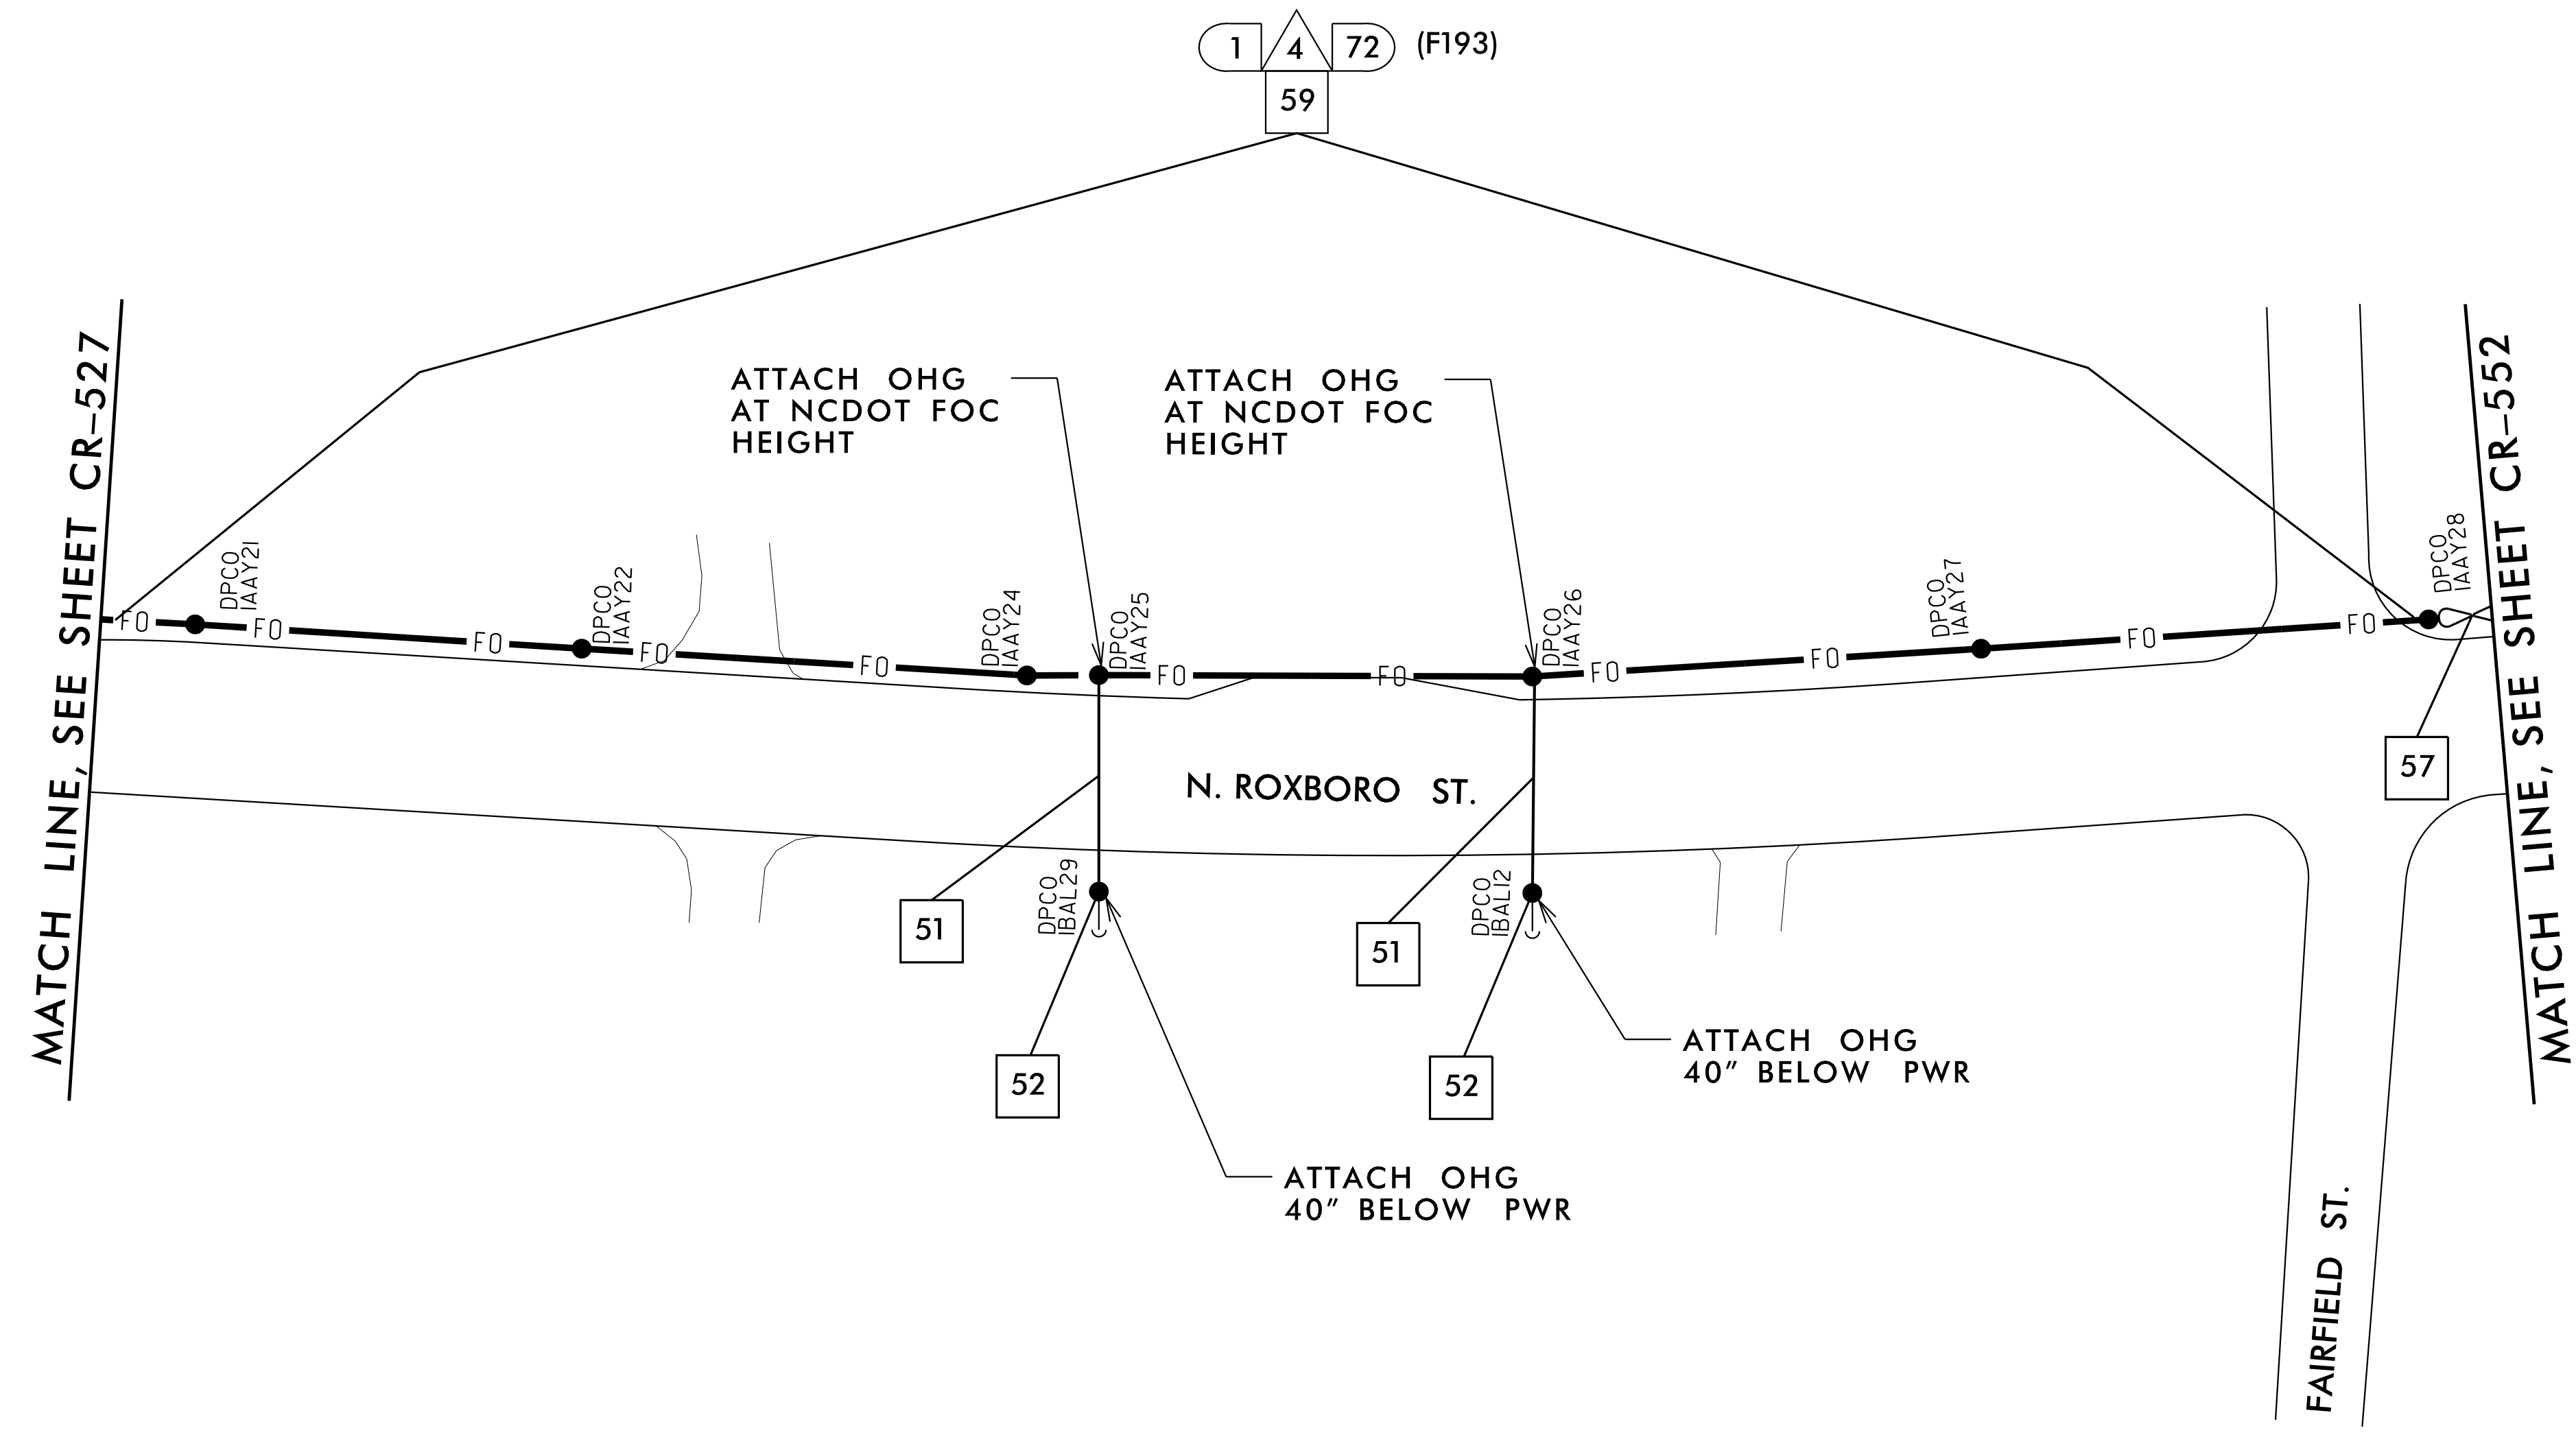 1 4 72 (F193)
59
MATCH LINE, SEE SHEET CR-527
MATCH LINE, SEE SHEET CR-552
ATTACH OHG
AT NCDOT FOC
HEIGHT
ATTACH OHG
AT NCDOT FOC
HEIGHT
DPCO
IAAY21
DPCO
IAAY22
DPCO
IAAY24
DPCO
IAAY25
DPCO
IAAY26
DPCO
IAAY27
DPCO
IAAY28
FO
FO
FO
FO
FO
FO
FO
FO
FO
FO
FO
57
N. ROXBORO ST.
51
DPCO
IBAL29
51
DPCO
IBAL12
52
52
ATTACH OHG
40" BELOW PWR
ATTACH OHG
40" BELOW PWR
FAIRFIELD ST.